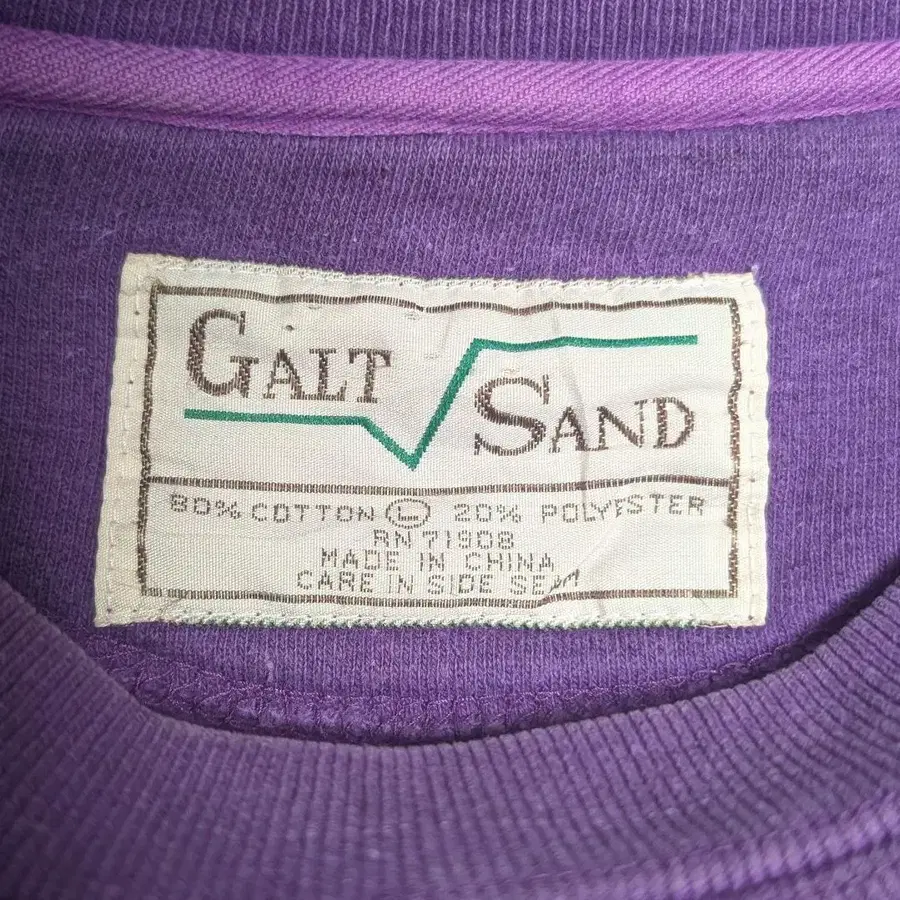 GALT
SAND
80% COTTON L 20% POLYESTER
RN 71908
MADE IN CHINA
CARE IN SIDE SEAM